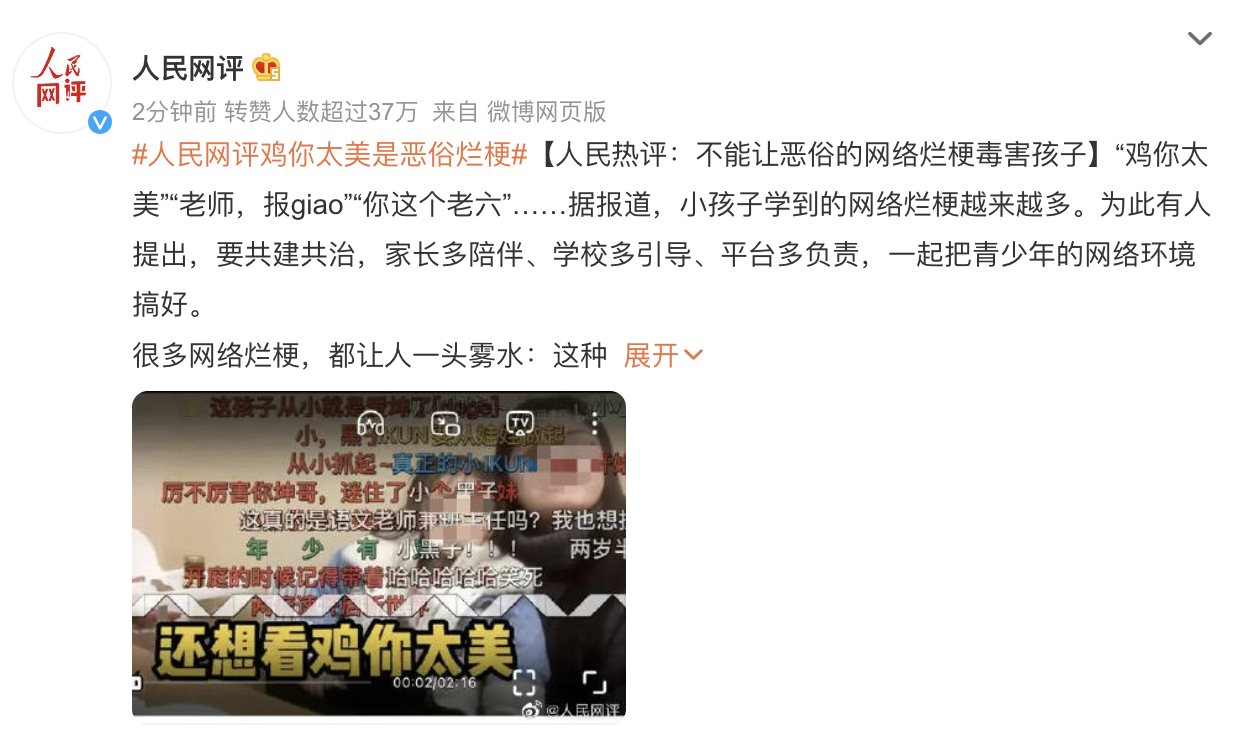 人民网评
人民网评
2分钟前 转赞人数超过37万 来自 微博网页版
#人民网评鸡你太美是恶俗烂梗#【人民热评：不能让恶俗的网络烂梗毒害孩子】“鸡你太
美”“老师，报giao”“你这个老六”……据报道，小孩子学到的网络烂梗越来越多。为此有人
提出，要共建共治，家长多陪伴、学校多引导、平台多负责，一起把青少年的网络环境
搞好。
很多网络烂梗，都让人一头雾水：这种 展开
这孩子从小就是看坤了[doge]~
小，黑子
KUN要从娃娃做起
从小抓起~真正的小IKUN
厉不厉害你坤哥，迷住了小个
黑子妹
这真的是语文老师兼班主任吗？我也想
年 少 有 小黑子！！！ 两岁半
开庭的时候记得带着哈哈哈哈哈笑死
还想看鸡你太美
00:02/02:16
@人民网评